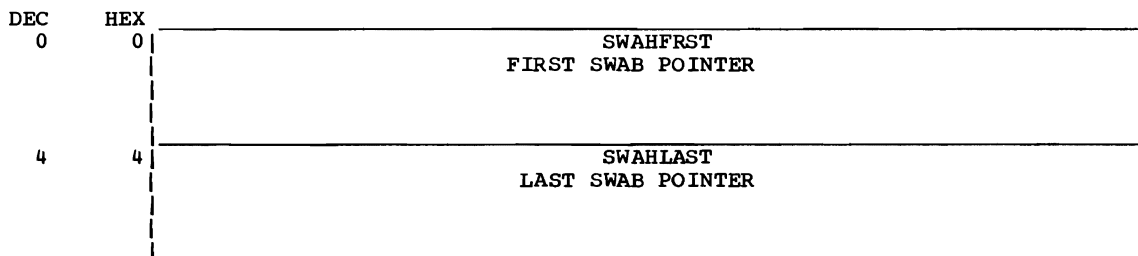 DEC HEX
0 0 SWAHFRST
FIRST SWAB POINTER
4 4 SWAHLAST
LAST SWAB POINTER